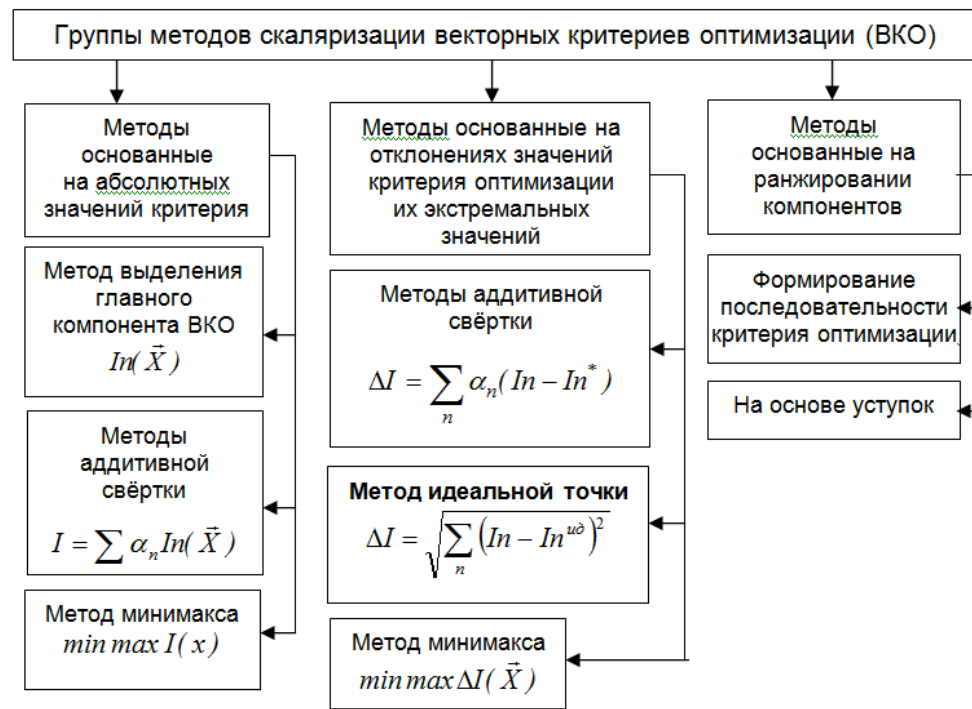 Группы методов скаляризации векторных критериев оптимизации (ВКО)
Методы
основанные
на абсолютных
значений критерия
Метод выделения
главного
компонента ВКО
In(X⃗)
Методы
аддитивной
свёртки
I = ∑ αₙIn(X⃗)
Метод минимакса
min max I( x )
Методы основанные на
отклонениях значений
критерия оптимизации
их экстремальных
значений
Методы аддитивной
свёртки
ΔI = ∑ αₙ( In − In* )
n
Метод идеальной точки
ΔI = √∑(In − Inᵘᵈ)²
n
Метод минимакса
min max ΔI( X⃗ )
Методы
основанные на
ранжировании
компонентов
Формирование
последовательности
критерия оптимизации
На основе уступок